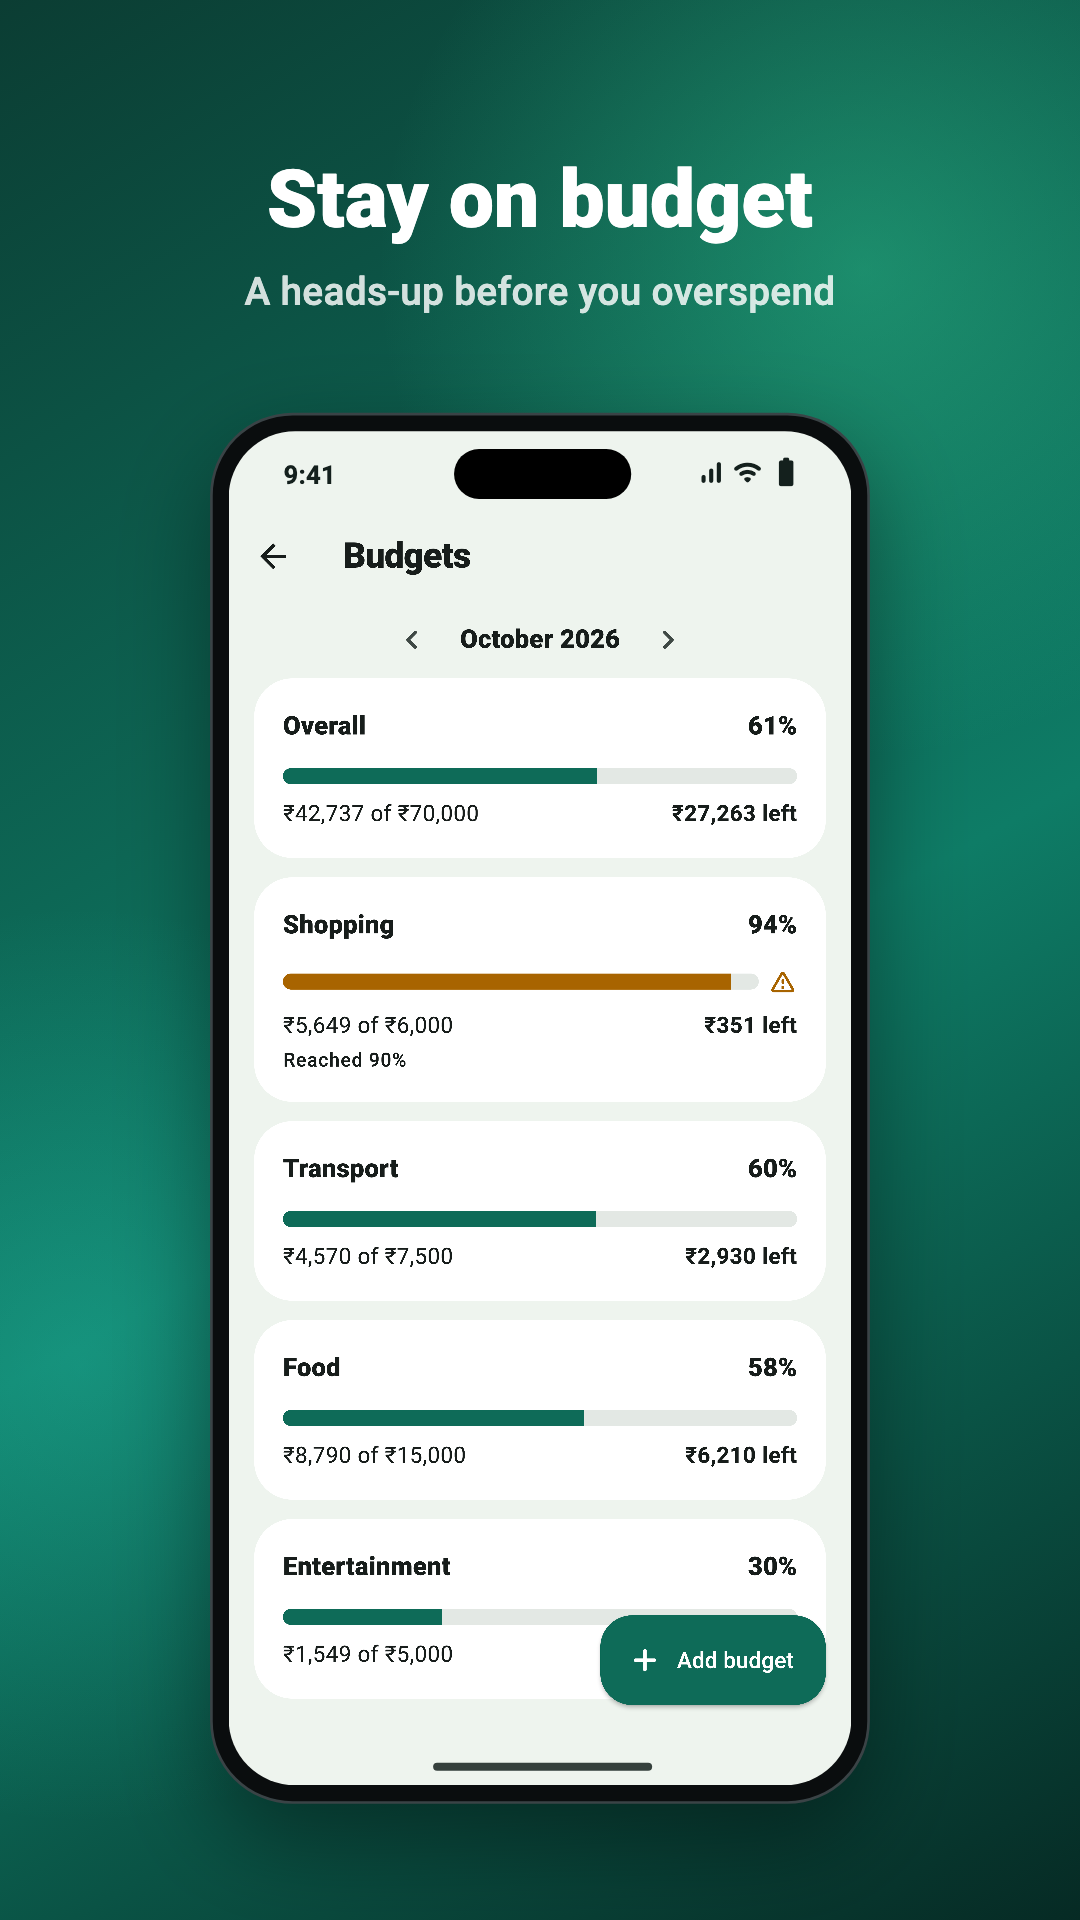 Stay on budget
A heads-up before you overspend
9:41
Budgets
October 2026
Overall 61%
₹42,737 of ₹70,000 ₹27,263 left
Shopping 94%
₹5,649 of ₹6,000 ₹351 left
Reached 90%
Transport 60%
₹4,570 of ₹7,500 ₹2,930 left
Food 58%
₹8,790 of ₹15,000 ₹6,210 left
Entertainment 30%
₹1,549 of ₹5,000
+ Add budget